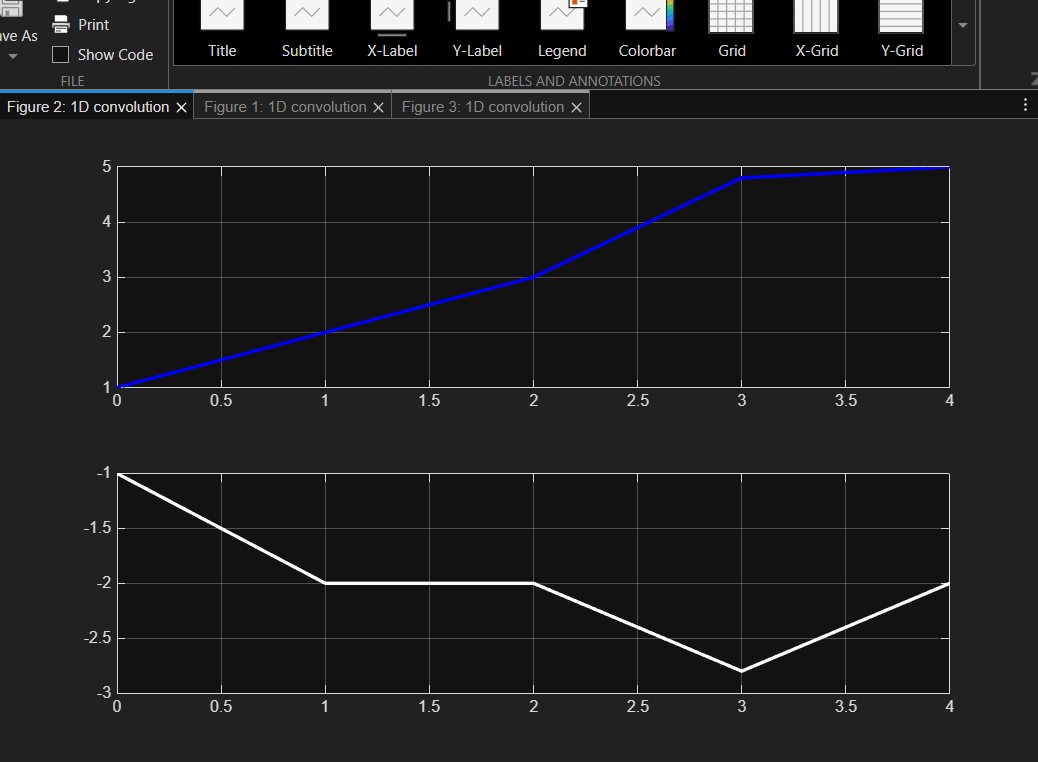 Print
Show Code
FILE
Title
Subtitle
X-Label
Y-Label
Legend
Colorbar
Grid
X-Grid
Y-Grid
LABELS AND ANNOTATIONS
Figure 2: 1D convolution
Figure 1: 1D convolution
Figure 3: 1D convolution
5
4
3
2
1
0 0.5 1 1.5 2 2.5 3 3.5 4
-1
-1.5
-2
-2.5
-3
0 0.5 1 1.5 2 2.5 3 3.5 4